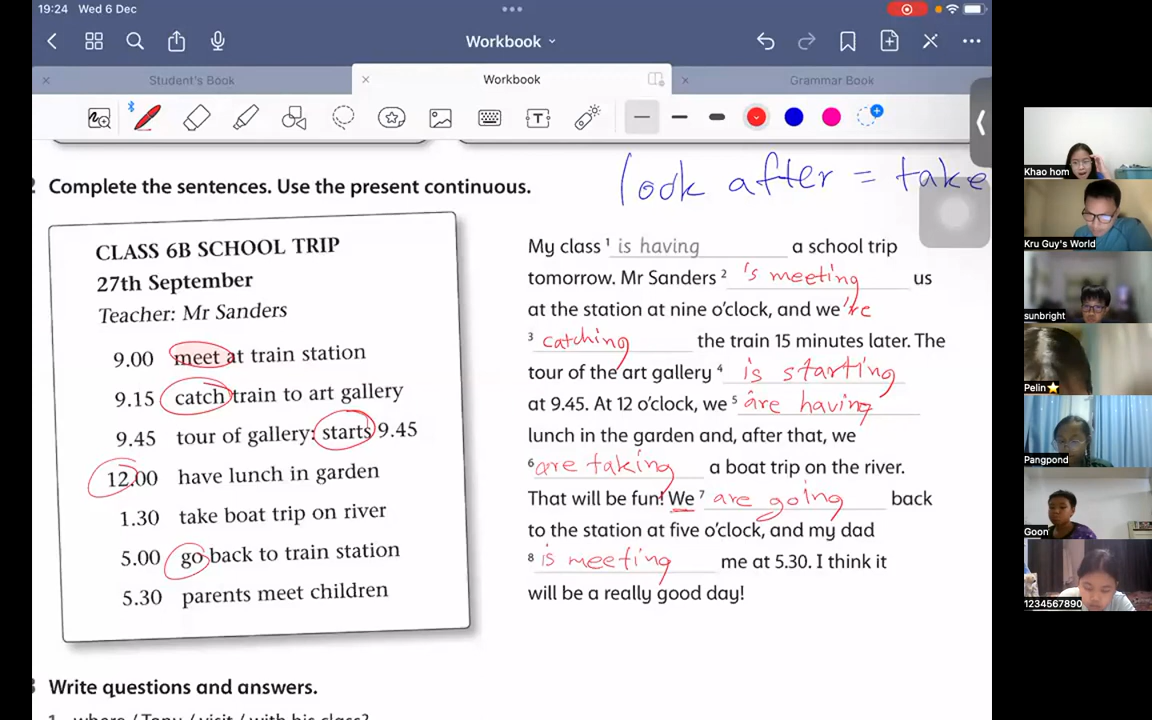 19:24 Wed 6 Dec
Workbook
Student's Book
Workbook
Grammar Book
2 Complete the sentences. Use the present continuous.
look after = take
CLASS 6B SCHOOL TRIP
27th September
Teacher: Mr Sanders
9.00 meet at train station
9.15 catch train to art gallery
9.45 tour of gallery: starts 9.45
12.00 have lunch in garden
1.30 take boat trip on river
5.00 go back to train station
5.30 parents meet children
My class 1 is having a school trip
tomorrow. Mr Sanders 2 's meeting us
at the station at nine o'clock, and we're
3 catching the train 15 minutes later. The
tour of the art gallery 4 is starting
at 9.45. At 12 o'clock, we 5 are having
lunch in the garden and, after that, we
6 are taking a boat trip on the river.
That will be fun! We 7 are going back
to the station at five o'clock, and my dad
8 is meeting me at 5.30. I think it
will be a really good day!
3 Write questions and answers.
1 where / Tony / visit / with his class?
Khao hom
Kru Guy's World
sunbright
Pelin⭐
Pangpond
Goon
1234567890